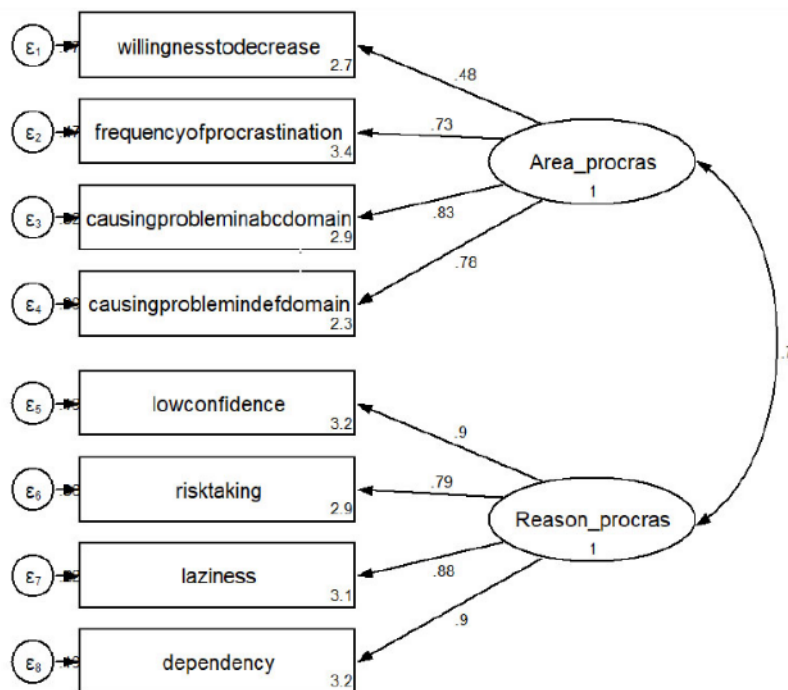 ε1
willingnesstodecrease
2.7
.48
ε2
frequencyofprocrastination
3.4
.73
Area_procras
1
ε3
causingprobleminabcdomain
2.9
.83
ε4
causingproblemindefdomain
2.3
.78
ε5
lowconfidence
3.2
.9
ε6
risktaking
2.9
.79
Reason_procras
1
ε7
laziness
3.1
.88
ε8
dependency
3.2
.9